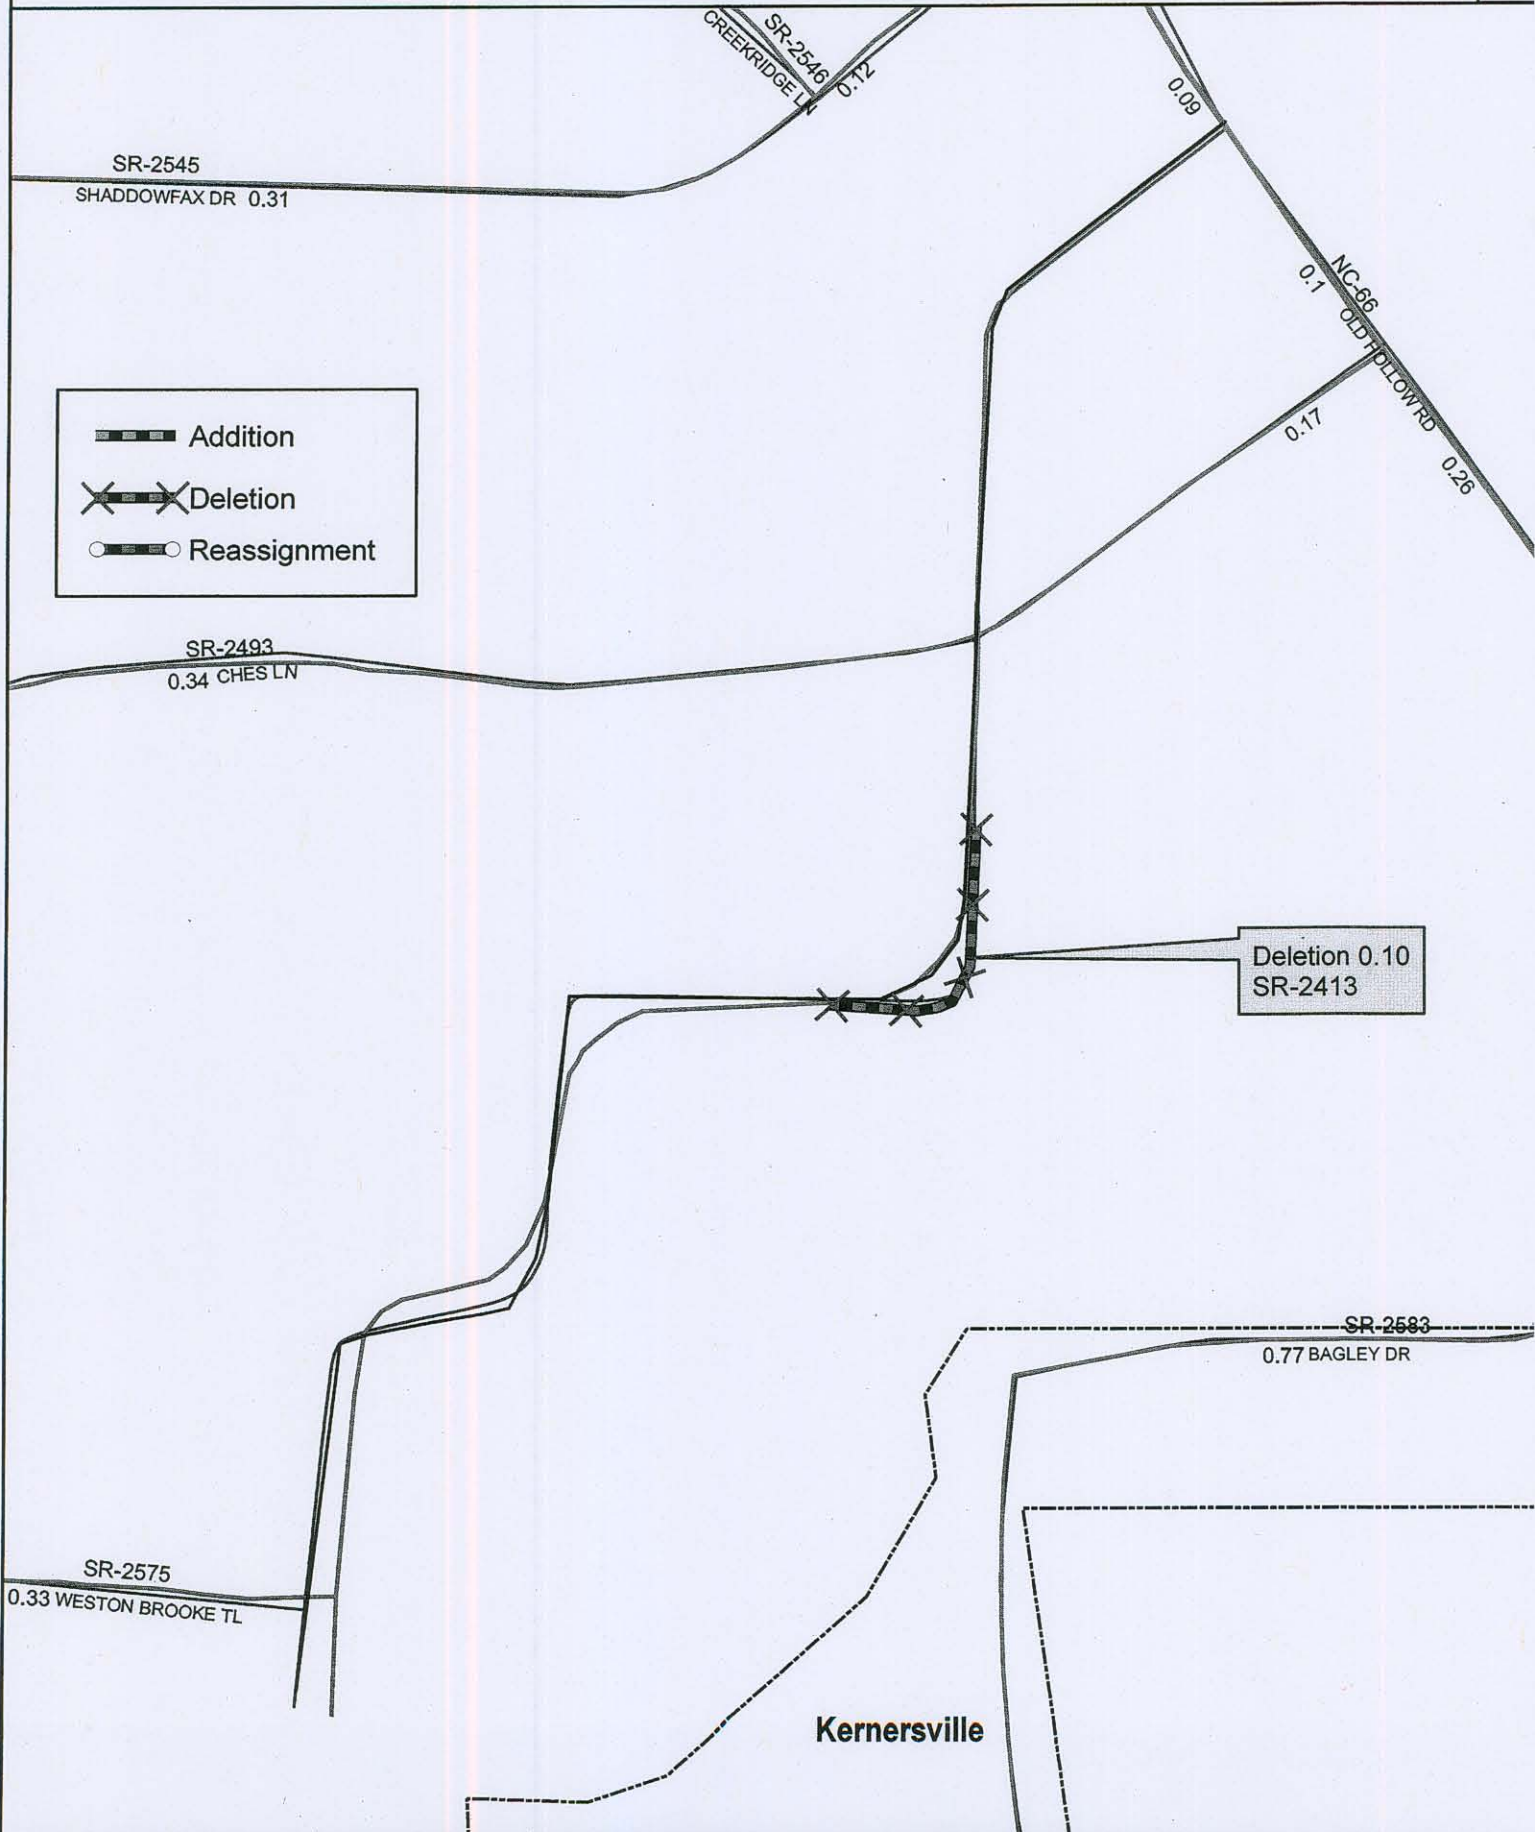 SR-2546
CREEKRIDGE LN
0.12
0.09
SR-2545
SHADDOWFAX DR 0.31
NC-66
0.1
OLD HOLLOW RD
0.17
0.26
Addition
Deletion
Reassignment
SR-2493
0.34 CHES LN
Deletion 0.10
SR-2413
SR-2583
0.77 BAGLEY DR
SR-2575
0.33 WESTON BROOKE TL
Kernersville